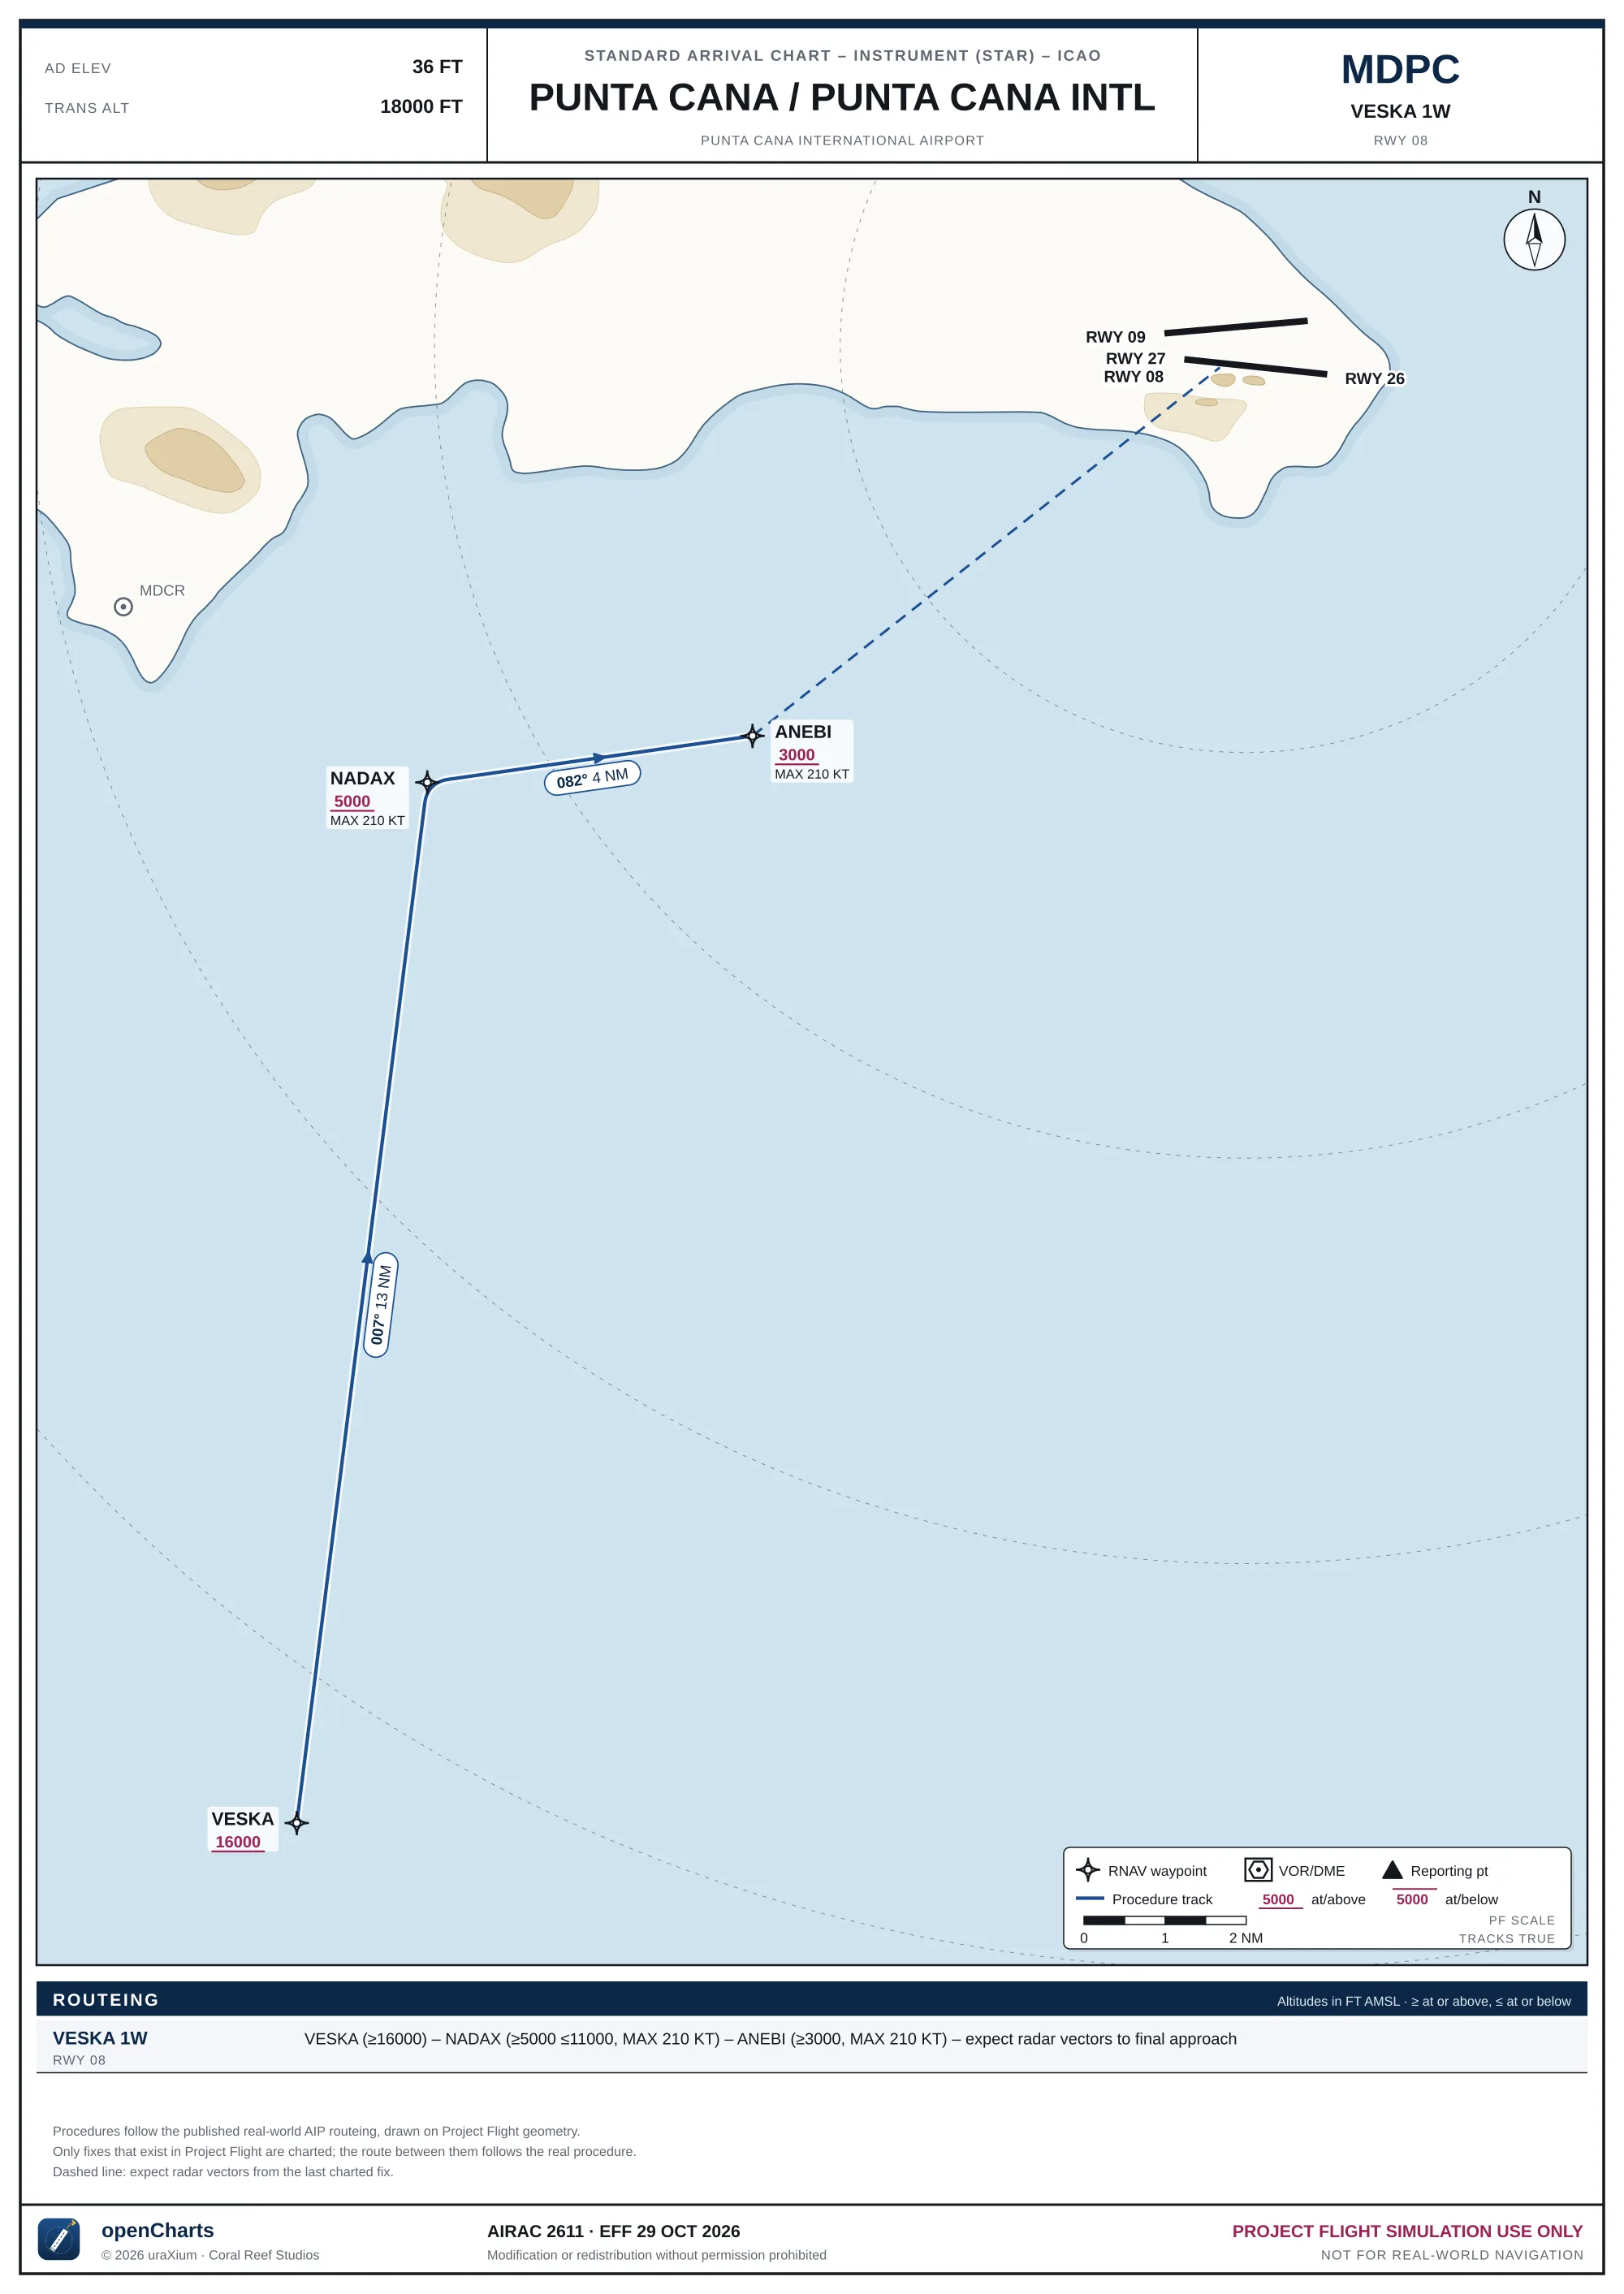 AD ELEV 36 FT
TRANS ALT 18000 FT
STANDARD ARRIVAL CHART – INSTRUMENT (STAR) – ICAO
PUNTA CANA / PUNTA CANA INTL
PUNTA CANA INTERNATIONAL AIRPORT
MDPC
VESKA 1W
RWY 08
N
RWY 09
RWY 27
RWY 08
RWY 26
MDCR
ANEBI
3000
MAX 210 KT
NADAX
5000
MAX 210 KT
082° 4 NM
007° 13 NM
VESKA
16000
RNAV waypoint
VOR/DME
Reporting pt
Procedure track
5000 at/above
5000 at/below
0 1 2 NM
PF SCALE
TRACKS TRUE
ROUTEING
Altitudes in FT AMSL · ≥ at or above, ≤ at or below
VESKA 1W
VESKA (≥16000) – NADAX (≥5000 ≤11000, MAX 210 KT) – ANEBI (≥3000, MAX 210 KT) – expect radar vectors to final approach
RWY 08
Procedures follow the published real-world AIP routeing, drawn on Project Flight geometry.
Only fixes that exist in Project Flight are charted; the route between them follows the real procedure.
Dashed line: expect radar vectors from the last charted fix.
openCharts
© 2026 uraXium · Coral Reef Studios
AIRAC 2611 · EFF 29 OCT 2026
Modification or redistribution without permission prohibited
PROJECT FLIGHT SIMULATION USE ONLY
NOT FOR REAL-WORLD NAVIGATION